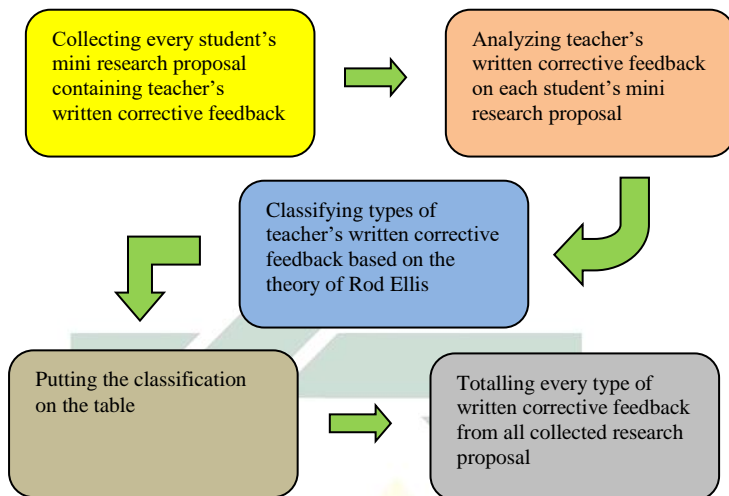 Collecting every student’s
mini research proposal
containing teacher’s
written corrective feedback
Analyzing teacher’s
written corrective feedback
on each student’s mini
research proposal
Classifying types of
teacher’s written corrective
feedback based on the
theory of Rod Ellis
Putting the classification
on the table
Totalling every type of
written corrective feedback
from all collected research
proposal